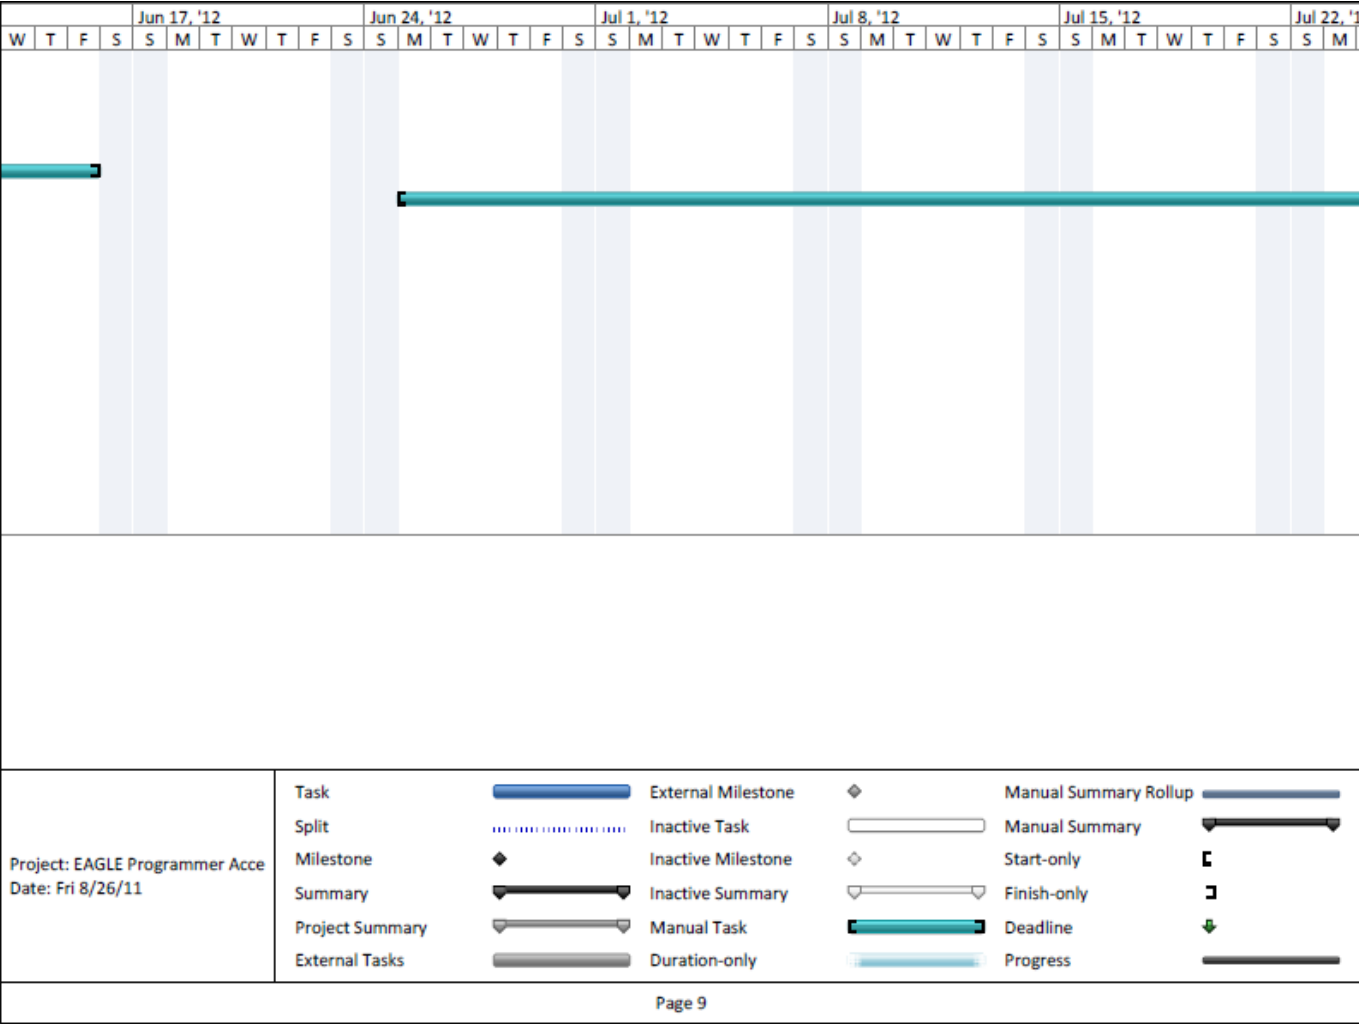 Jun 17, '12 Jun 24, '12 Jul 1, '12 Jul 8, '12 Jul 15, '12 Jul 22, '1
W T F S S M T W T F S S M T W T F S S M T W T F S S M T W T F S S M T W T F S S M
Task External Milestone Manual Summary Rollup
Split Inactive Task Manual Summary
Milestone Inactive Milestone Start-only
Project: EAGLE Programmer Acce
Date: Fri 8/26/11
Summary Inactive Summary Finish-only
Project Summary Manual Task Deadline
External Tasks Duration-only Progress
Page 9